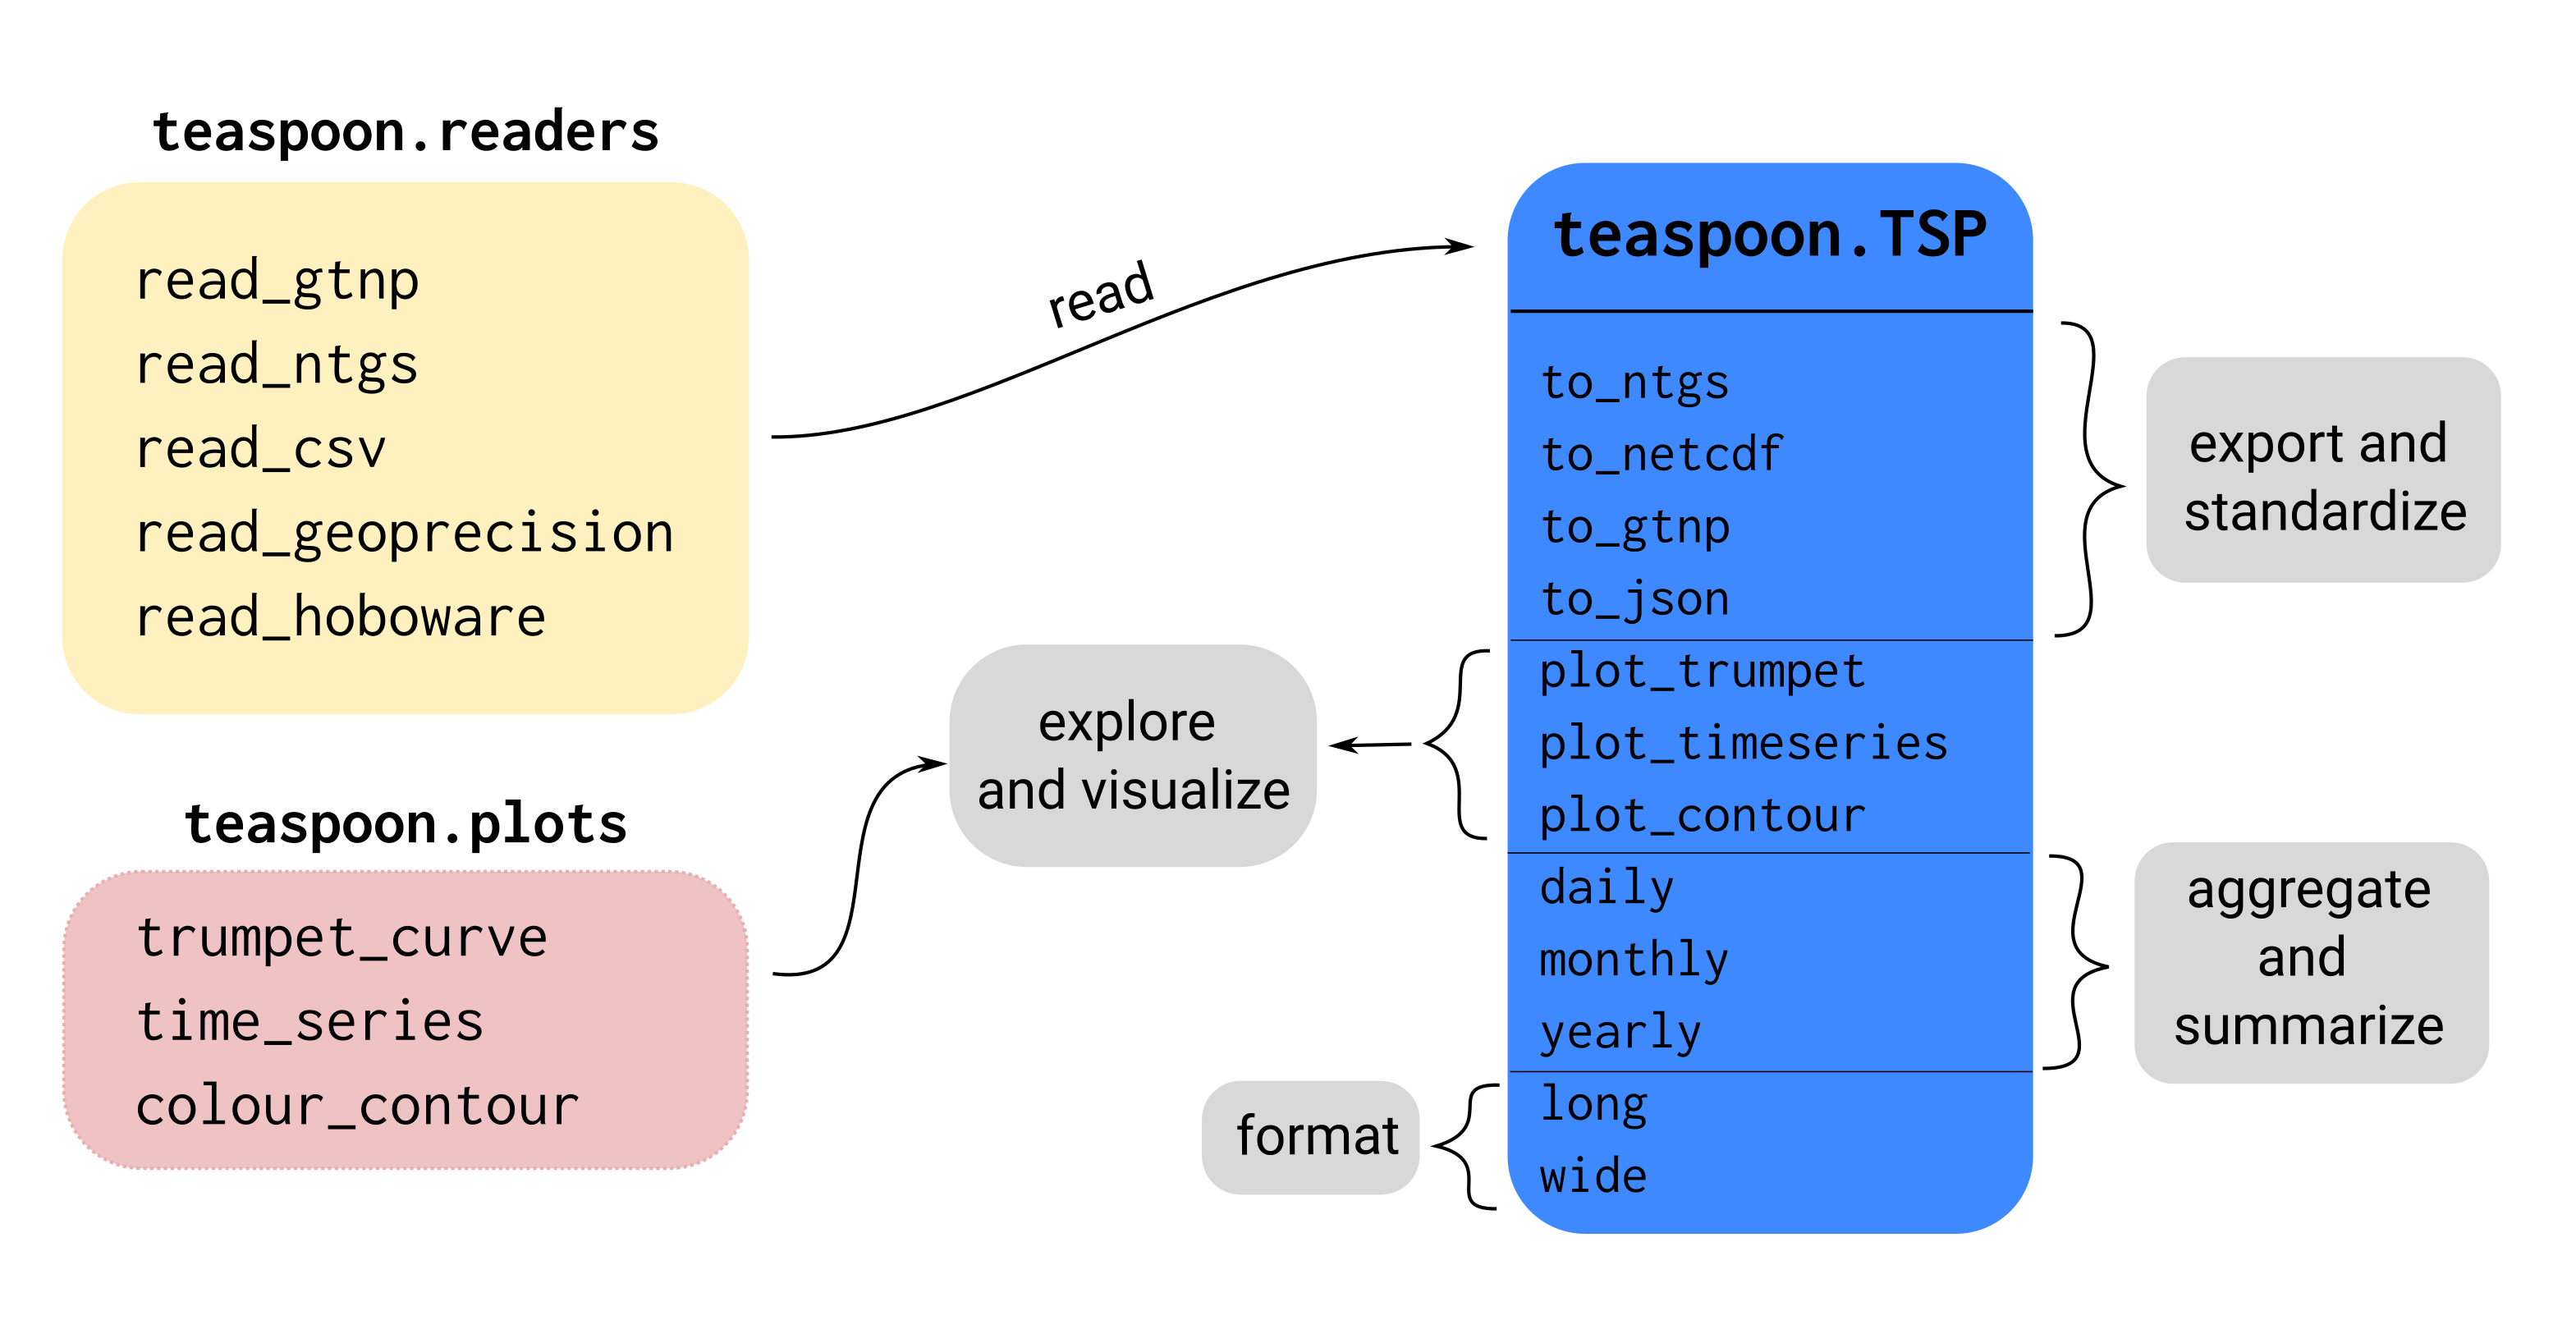 teaspoon.readers
read_gtnp
read_ntgs
read_csv
read_geoprecision
read_hoboware
teaspoon.plots
trumpet_curve
time_series
colour_contour
read
explore
and visualize
format
teaspoon.TSP
to_ntgs
to_netcdf
to_gtnp
to_json
plot_trumpet
plot_timeseries
plot_contour
daily
monthly
yearly
long
wide
export and
standardize
aggregate
and
summarize